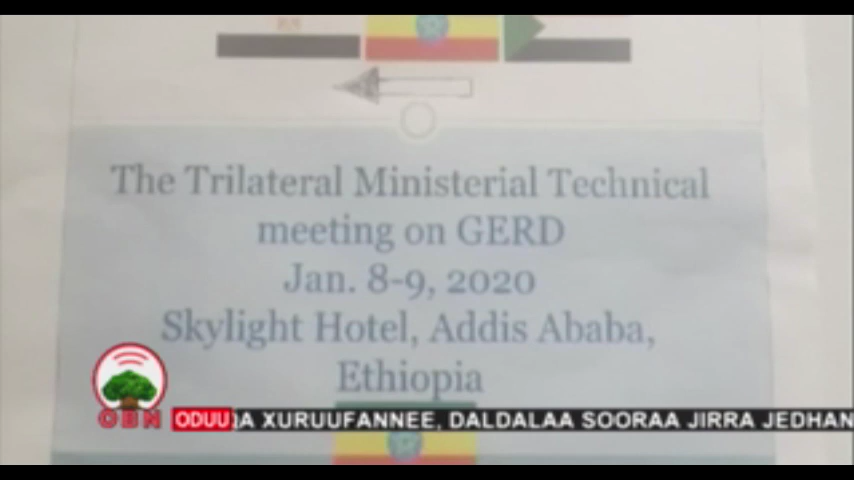 The Trilateral Ministerial Technical
meeting on GERD
Jan. 8-9, 2020
Skylight Hotel, Addis Ababa,
Ethiopia
OBN
ODUU QA XURUUFANNEE, DALDALAA SOORAA JIRRA JEDHAN